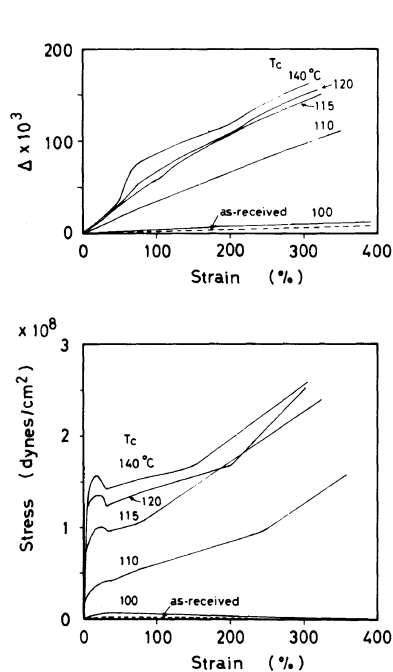 200
Δ × 10³
100
0
Tc
140°C
120
115
110
as-received
100
0 100 200 300 400
Strain (%)
× 10⁸
3
Stress (dynes/cm²)
2
1
0
Tc
140°C
120
115
110
100
as-received
0 100 200 300 400
Strain (%)